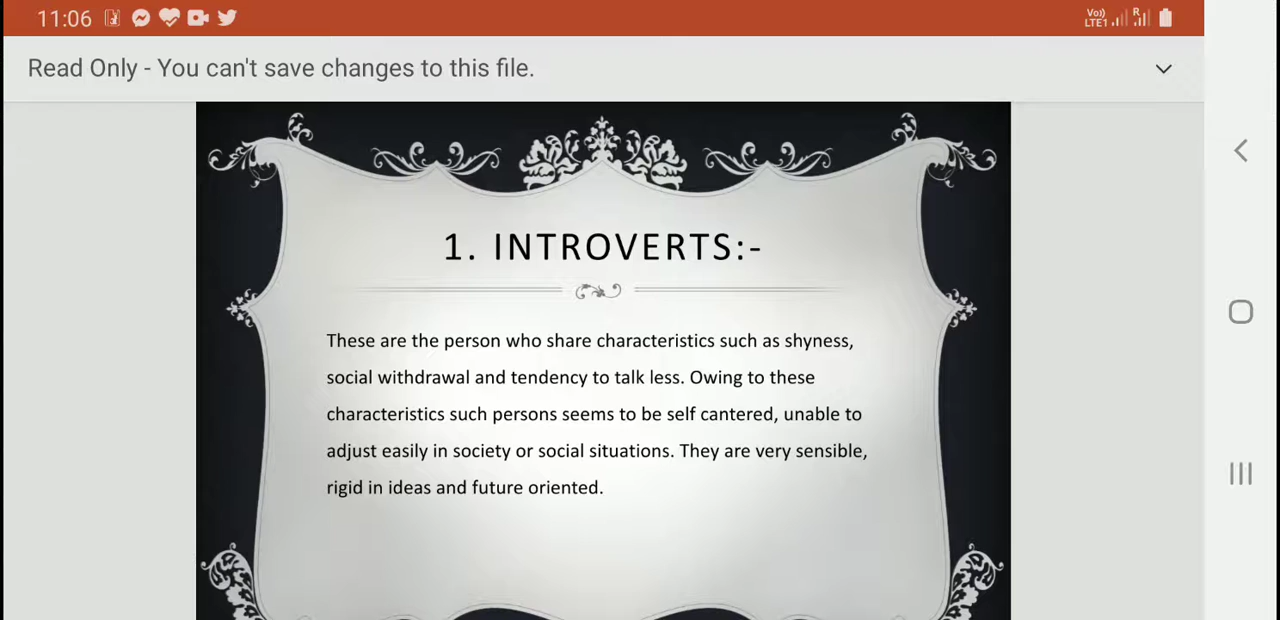 11:06
Vo)) R
LTE1
Read Only - You can't save changes to this file.
1. INTROVERTS:-
These are the person who share characteristics such as shyness,
social withdrawal and tendency to talk less. Owing to these
characteristics such persons seems to be self cantered, unable to
adjust easily in society or social situations. They are very sensible,
rigid in ideas and future oriented.